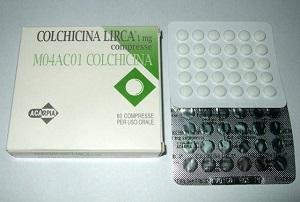 COLCHICINA LIRCA 1 mg
compresse
M04AC01 COLCHICINA
ACARPIA
60 COMPRESSE
PER USO ORALE